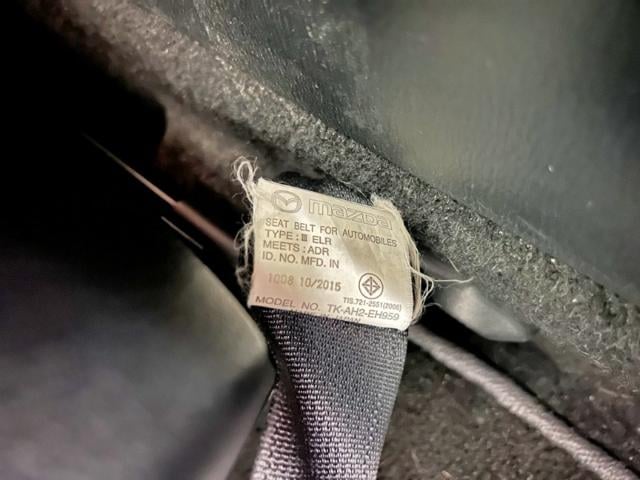 mazda
SEAT BELT FOR AUTOMOBILES
TYPE : III ELR
MEETS : ADR
ID. NO. MFD. IN
1008 10/2015
TIS.721-2551(2008)
MODEL NO. TK-AH2-EH959